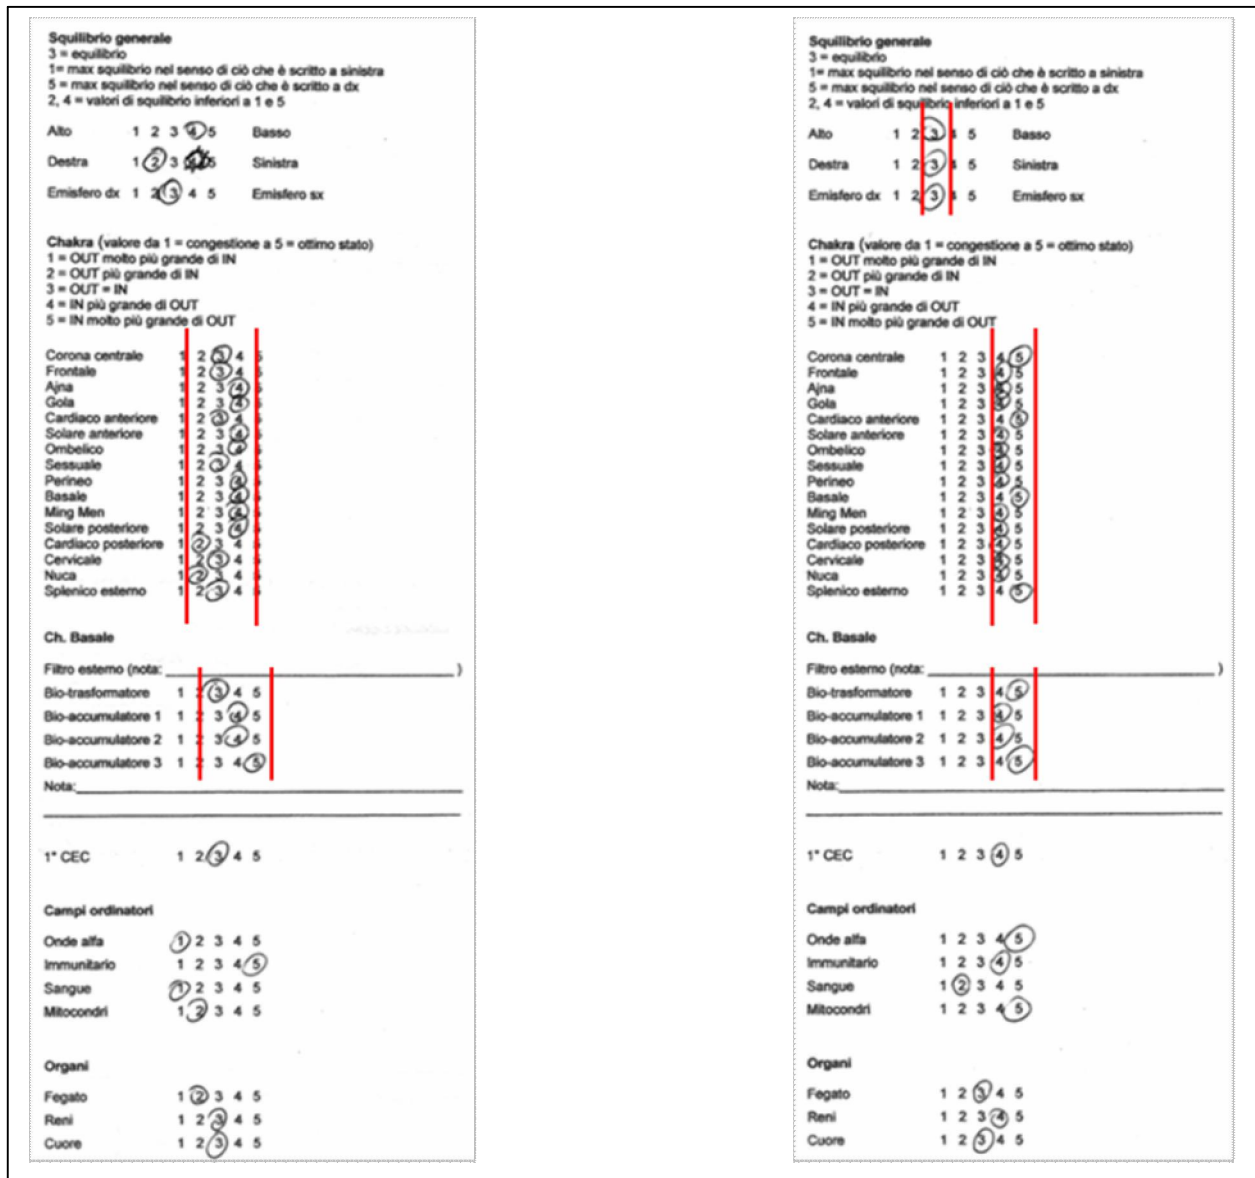 Squilibrio generale
3 = equilibrio
1= max squilibrio nel senso di ciò che è scritto a sinistra
5 = max squilibrio nel senso di ciò che è scritto a dx
2, 4 = valori di squilibrio inferiori a 1 e 5
Alto 1 2 3 4 5 Basso
Destra 1 2 3 4 5 Sinistra
Emisfero dx 1 2 3 4 5 Emisfero sx
Chakra (valore da 1 = congestione a 5 = ottimo stato)
1 = OUT molto più grande di IN
2 = OUT più grande di IN
3 = OUT = IN
4 = IN più grande di OUT
5 = IN molto più grande di OUT
Corona centrale 1 2 3 4 5
Frontale 1 2 3 4 5
Ajna 1 2 3 4 5
Gola 1 2 3 4 5
Cardiaco anteriore 1 2 3 4 5
Solare anteriore 1 2 3 4 5
Ombelico 1 2 3 4 5
Sessuale 1 2 3 4 5
Perineo 1 2 3 4 5
Basale 1 2 3 4 5
Ming Men 1 2 3 4 5
Solare posteriore 1 2 3 4 5
Cardiaco posteriore 1 2 3 4 5
Cervicale 1 2 3 4 5
Nuca 1 2 3 4 5
Splenico esterno 1 2 3 4 5
Ch. Basale
Filtro esterno (nota: )
Bio-trasformatore 1 2 3 4 5
Bio-accumulatore 1 1 2 3 4 5
Bio-accumulatore 2 1 2 3 4 5
Bio-accumulatore 3 1 2 3 4 5
Nota:
1° CEC 1 2 3 4 5
Campi ordinatori
Onde alfa 1 2 3 4 5
Immunitario 1 2 3 4 5
Sangue 1 2 3 4 5
Mitocondri 1 2 3 4 5
Organi
Fegato 1 2 3 4 5
Reni 1 2 3 4 5
Cuore 1 2 3 4 5
Squilibrio generale
3 = equilibrio
1= max squilibrio nel senso di ciò che è scritto a sinistra
5 = max squilibrio nel senso di ciò che è scritto a dx
2, 4 = valori di squilibrio inferiori a 1 e 5
Alto 1 2 3 4 5 Basso
Destra 1 2 3 4 5 Sinistra
Emisfero dx 1 2 3 4 5 Emisfero sx
Chakra (valore da 1 = congestione a 5 = ottimo stato)
1 = OUT molto più grande di IN
2 = OUT più grande di IN
3 = OUT = IN
4 = IN più grande di OUT
5 = IN molto più grande di OUT
Corona centrale 1 2 3 4 5
Frontale 1 2 3 4 5
Ajna 1 2 3 4 5
Gola 1 2 3 4 5
Cardiaco anteriore 1 2 3 4 5
Solare anteriore 1 2 3 4 5
Ombelico 1 2 3 4 5
Sessuale 1 2 3 4 5
Perineo 1 2 3 4 5
Basale 1 2 3 4 5
Ming Men 1 2 3 4 5
Solare posteriore 1 2 3 4 5
Cardiaco posteriore 1 2 3 4 5
Cervicale 1 2 3 4 5
Nuca 1 2 3 4 5
Splenico esterno 1 2 3 4 5
Ch. Basale
Filtro esterno (nota: )
Bio-trasformatore 1 2 3 4 5
Bio-accumulatore 1 1 2 3 4 5
Bio-accumulatore 2 1 2 3 4 5
Bio-accumulatore 3 1 2 3 4 5
Nota:
1° CEC 1 2 3 4 5
Campi ordinatori
Onde alfa 1 2 3 4 5
Immunitario 1 2 3 4 5
Sangue 1 2 3 4 5
Mitocondri 1 2 3 4 5
Organi
Fegato 1 2 3 4 5
Reni 1 2 3 4 5
Cuore 1 2 3 4 5